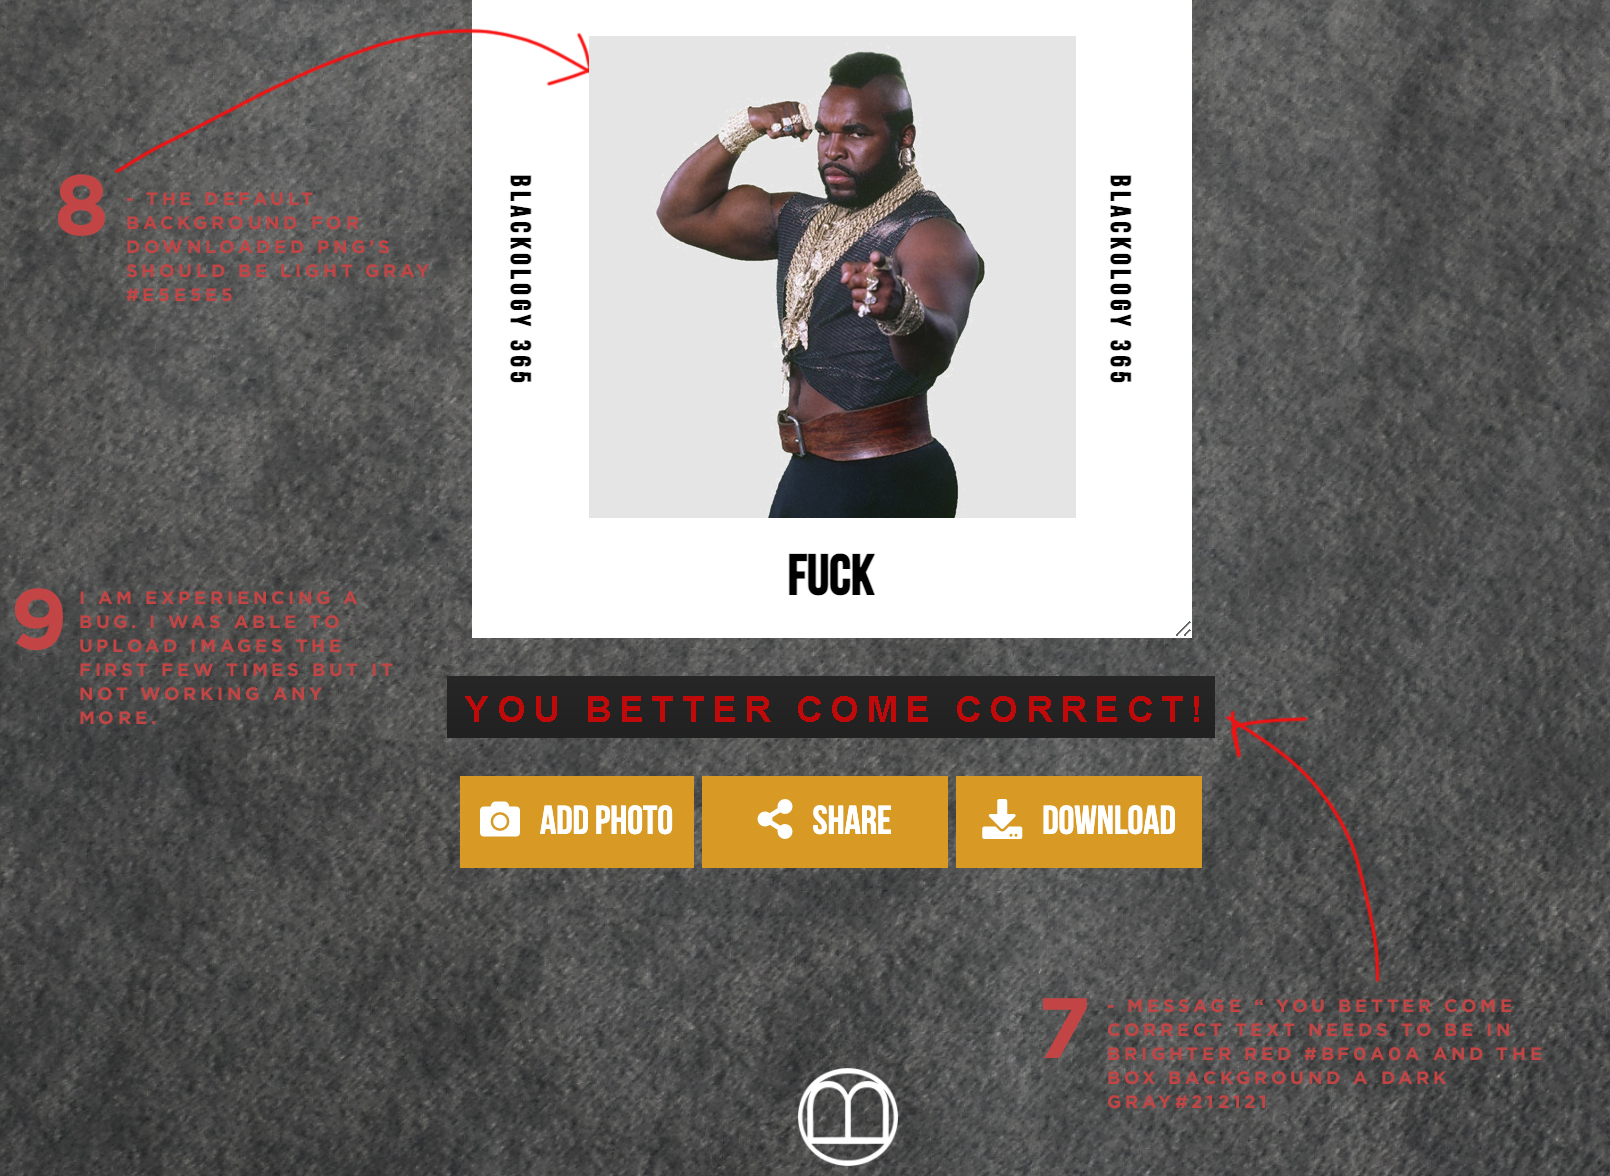 8
- THE DEFAULT
BACKGROUND FOR
DOWNLOADED PNG'S
SHOULD BE LIGHT GRAY
#E5E5E5
BLACKOLOGY 365
BLACKOLOGY 365
FUCK
9
I AM EXPERIENCING A
BUG. I WAS ABLE TO
UPLOAD IMAGES THE
FIRST FEW TIMES BUT IT
NOT WORKING ANY
MORE.
YOU BETTER COME CORRECT!
ADD PHOTO
SHARE
DOWNLOAD
7
- MESSAGE “ YOU BETTER COME
CORRECT TEXT NEEDS TO BE IN
BRIGHTER RED #BF0A0A AND THE
BOX BACKGROUND A DARK
GRAY#212121
B